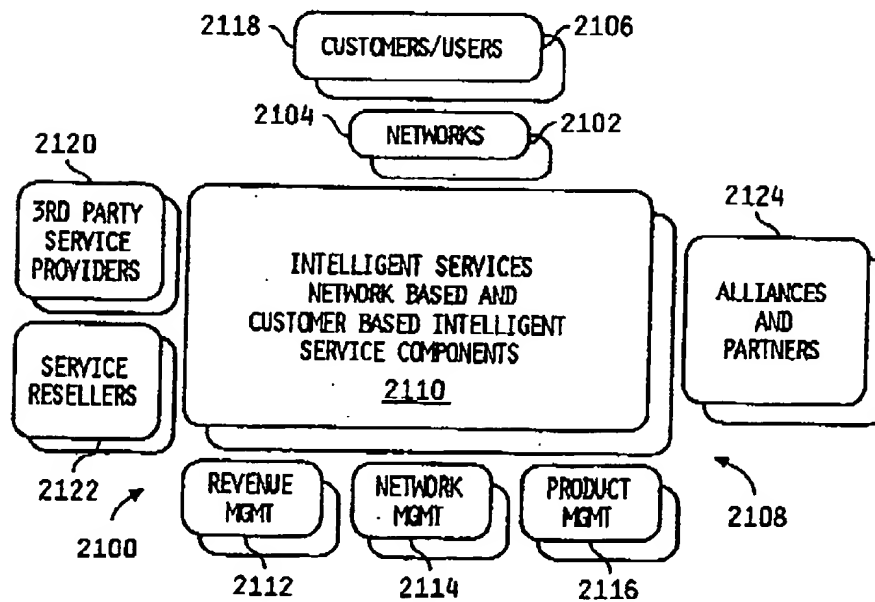 2118
CUSTOMERS/USERS
2106
2104
NETWORKS
2102
2120
3RD PARTY
SERVICE
PROVIDERS
INTELLIGENT SERVICES
NETWORK BASED AND
CUSTOMER BASED INTELLIGENT
SERVICE COMPONENTS
2110
2124
ALLIANCES
AND
PARTNERS
SERVICE
RESELLERS
2122
2100
REVENUE
MGMT
2112
NETWORK
MGMT
2114
PRODUCT
MGMT
2116
2108